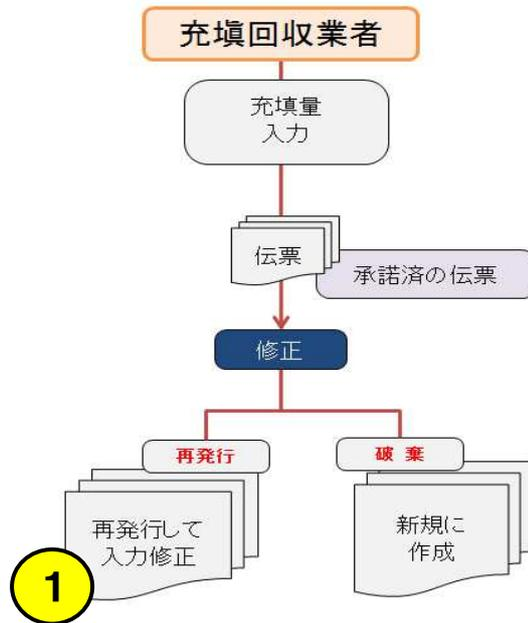 充塡回収業者
充填量
入力
伝票
承諾済の伝票
修正
再発行
破 棄
再発行して
入力修正
新規に
作成
1